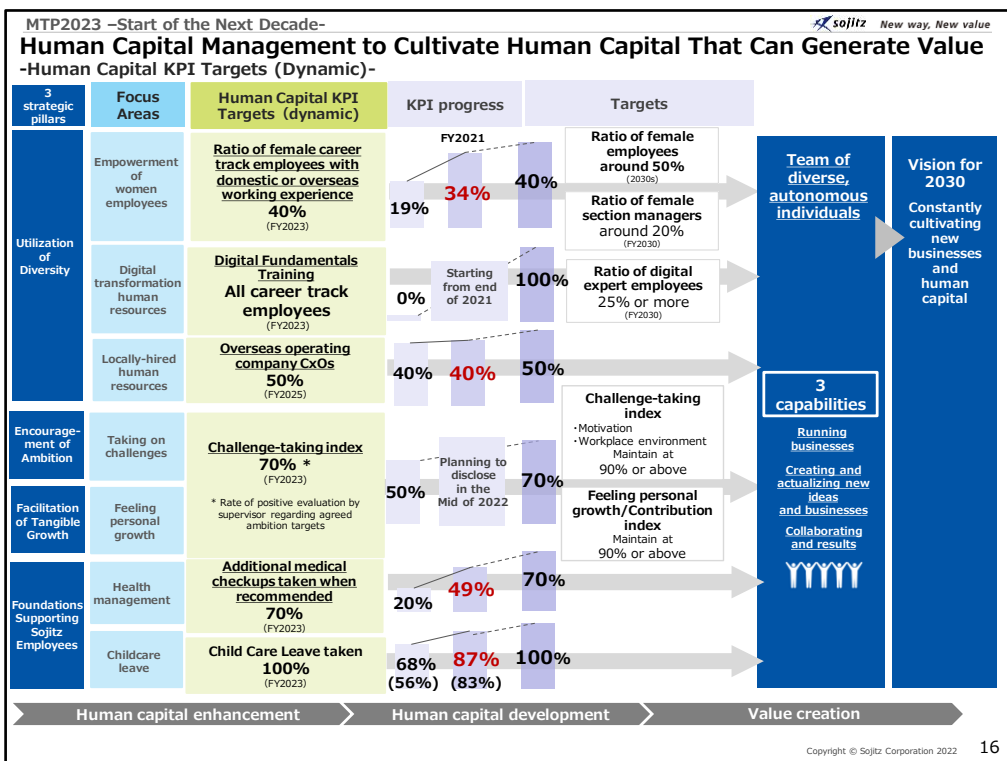 MTP2023 –Start of the Next Decade-
sojitz New way, New value
Human Capital Management to Cultivate Human Capital That Can Generate Value
-Human Capital KPI Targets (Dynamic)-
3
strategic
pillars
Focus
Areas
Human Capital KPI
Targets (dynamic)
KPI progress
Targets
Utilization
of
Diversity
Empowerment
of
women
employees
Ratio of female career
track employees with
domestic or overseas
working experience
40%
(FY2023)
19%
FY2021
34%
40%
Ratio of female
employees
around 50%
(2030s)
Ratio of female
section managers
around 20%
(FY2030)
Digital
transformation
human
resources
Digital Fundamentals
Training
All career track
employees
(FY2023)
0%
Starting
from end
of 2021
100%
Ratio of digital
expert employees
25% or more
(FY2030)
Locally-hired
human
resources
Overseas operating
company CxOs
50%
(FY2025)
40%
40%
50%
Encourage-
ment of
Ambition
Taking on
challenges
Facilitation
of Tangible
Growth
Feeling
personal
growth
Challenge-taking index
70% *
(FY2023)
* Rate of positive evaluation by
supervisor regarding agreed
ambition targets
50%
Planning to
disclose
in the
Mid of 2022
70%
Challenge-taking
index
・Motivation
・Workplace environment
Maintain at
90% or above
Feeling personal
growth/Contribution
index
Maintain at
90% or above
Foundations
Supporting
Sojitz
Employees
Health
management
Additional medical
checkups taken when
recommended
70%
(FY2023)
20%
49%
70%
Childcare
leave
Child Care Leave taken
100%
(FY2023)
68%
(56%)
87%
(83%)
100%
Team of
diverse,
autonomous
individuals
3
capabilities
Running
businesses
Creating and
actualizing new
ideas
and businesses
Collaborating
and results
Vision for
2030
Constantly
cultivating
new
businesses
and
human
capital
Human capital enhancement
Human capital development
Value creation
Copyright © Sojitz Corporation 2022
16